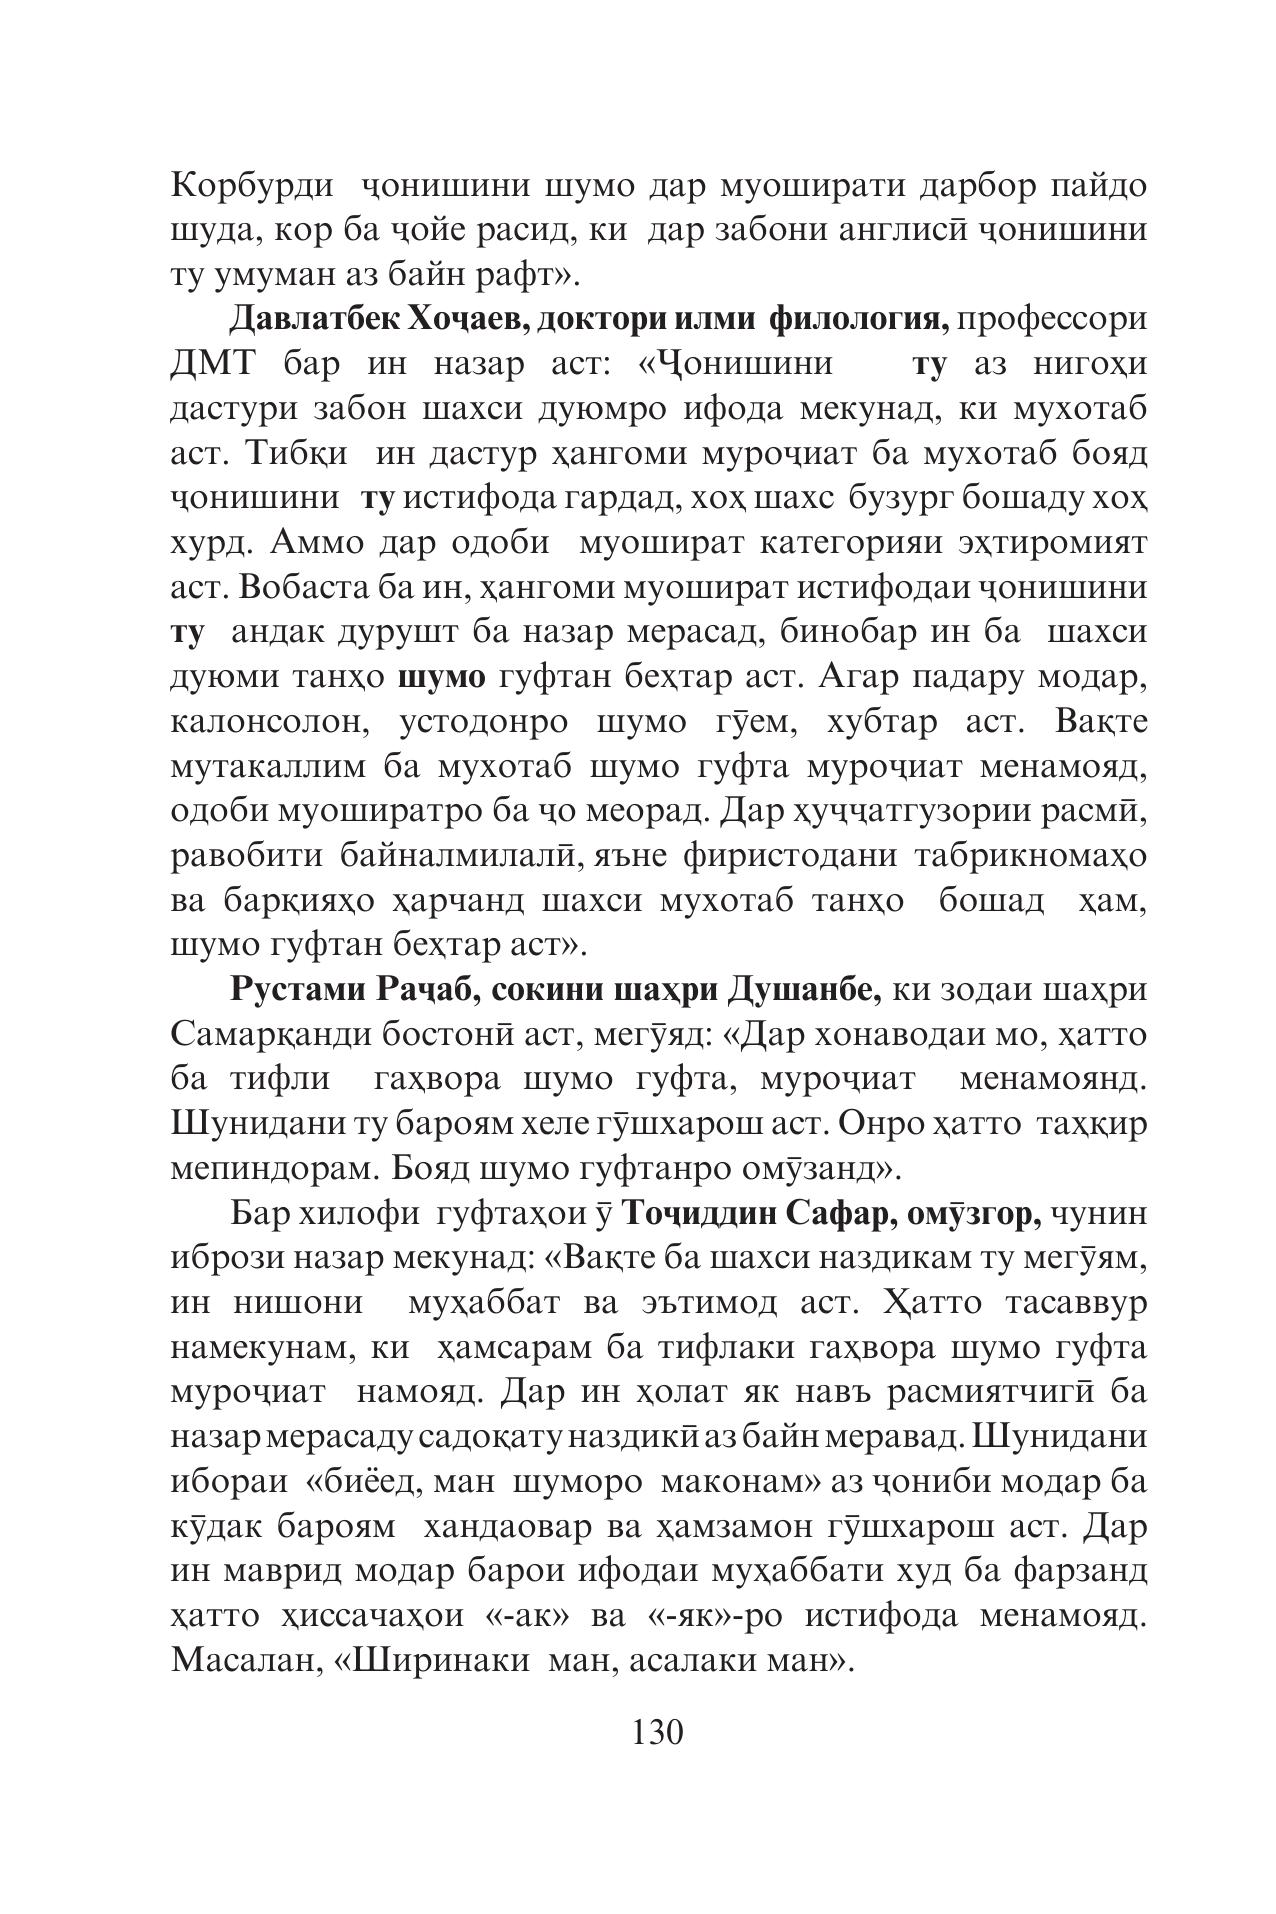 Корбурди ҷонишини шумо дар муоширати дарбор пайдо
шуда, кор ба ҷойе расид, ки дар забони англисӣ ҷонишини
ту умуман аз байн рафт».
Давлатбек Хоҷаев, доктори илми филология, профессори
ДМТ бар ин назар аст: «Ҷонишини ту аз нигоҳи
дастури забон шахси дуюмро ифода мекунад, ки мухотаб
аст. Тибқи ин дастур ҳангоми муроҷиат ба мухотаб бояд
ҷонишини ту истифода гардад, хоҳ шахс бузург бошаду хоҳ
хурд. Аммо дар одоби муошират категорияи эҳтиромият
аст. Вобаста ба ин, ҳангоми муошират истифодаи ҷонишини
ту андак дурушт ба назар мерасад, бинобар ин ба шахси
дуюми танҳо шумо гуфтан беҳтар аст. Агар падару модар,
калонсолон, устодонро шумо гӯем, хубтар аст. Вақте
мутакаллим ба мухотаб шумо гуфта муроҷиат менамояд,
одоби муоширатро ба ҷо меорад. Дар ҳуҷҷатгузории расмӣ,
равобити байналмилалӣ, яъне фиристодани табрикномаҳо
ва барқияҳо ҳарчанд шахси мухотаб танҳо бошад ҳам,
шумо гуфтан беҳтар аст».
Рустами Раҷаб, сокини шаҳри Душанбе, ки зодаи шаҳри
Самарқанди бостонӣ аст, мегӯяд: «Дар хонаводаи мо, ҳатто
ба тифли гаҳвора шумо гуфта, муроҷиат менамоянд.
Шунидани ту бароям хеле гӯшхарош аст. Онро ҳатто таҳқир
мепиндорам. Бояд шумо гуфтанро омӯзанд».
Бар хилофи гуфтаҳои ӯ Тоҷиддин Сафар, омӯзгор, чунин
ибрози назар мекунад: «Вақте ба шахси наздикам ту мегӯям,
ин нишони муҳаббат ва эътимод аст. Ҳатто тасаввур
намекунам, ки ҳамсарам ба тифлаки гаҳвора шумо гуфта
муроҷиат намояд. Дар ин ҳолат як навъ расмиятчигӣ ба
назар мерасаду садоқату наздикӣ аз байн меравад. Шунидани
ибораи «биёед, ман шуморо маконам» аз ҷониби модар ба
кӯдак бароям хандаовар ва ҳамзамон гӯшхарош аст. Дар
ин маврид модар барои ифодаи муҳаббати худ ба фарзанд
ҳатто ҳиссачаҳои «-ак» ва «-як»-ро истифода менамояд.
Масалан, «Ширинаки ман, асалаки ман».
130